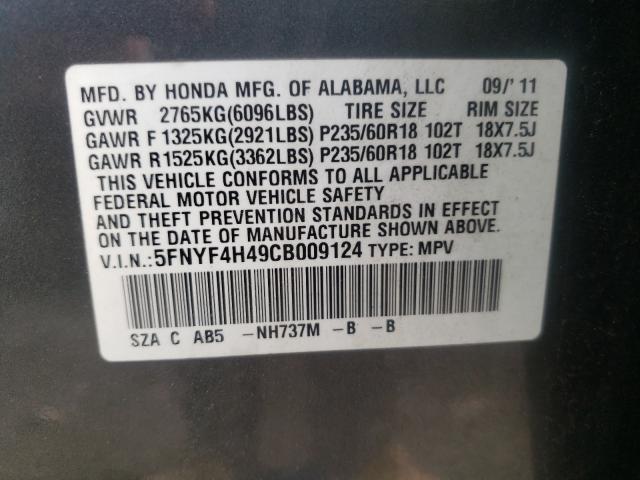 MFD. BY HONDA MFG. OF ALABAMA, LLC 09/'11
GVWR 2765KG(6096LBS) TIRE SIZE RIM SIZE
GAWR F1325KG(2921LBS) P235/60R18 102T 18X7.5J
GAWR R1525KG(3362LBS) P235/60R18 102T 18X7.5J
THIS VEHICLE CONFORMS TO ALL APPLICABLE
FEDERAL MOTOR VEHICLE SAFETY
AND THEFT PREVENTION STANDARDS IN EFFECT
ON THE DATE OF MANUFACTURE SHOWN ABOVE.
V.I.N.:5FNYF4H49CB009124 TYPE: MPV
SZA C AB5 -NH737M -B -B